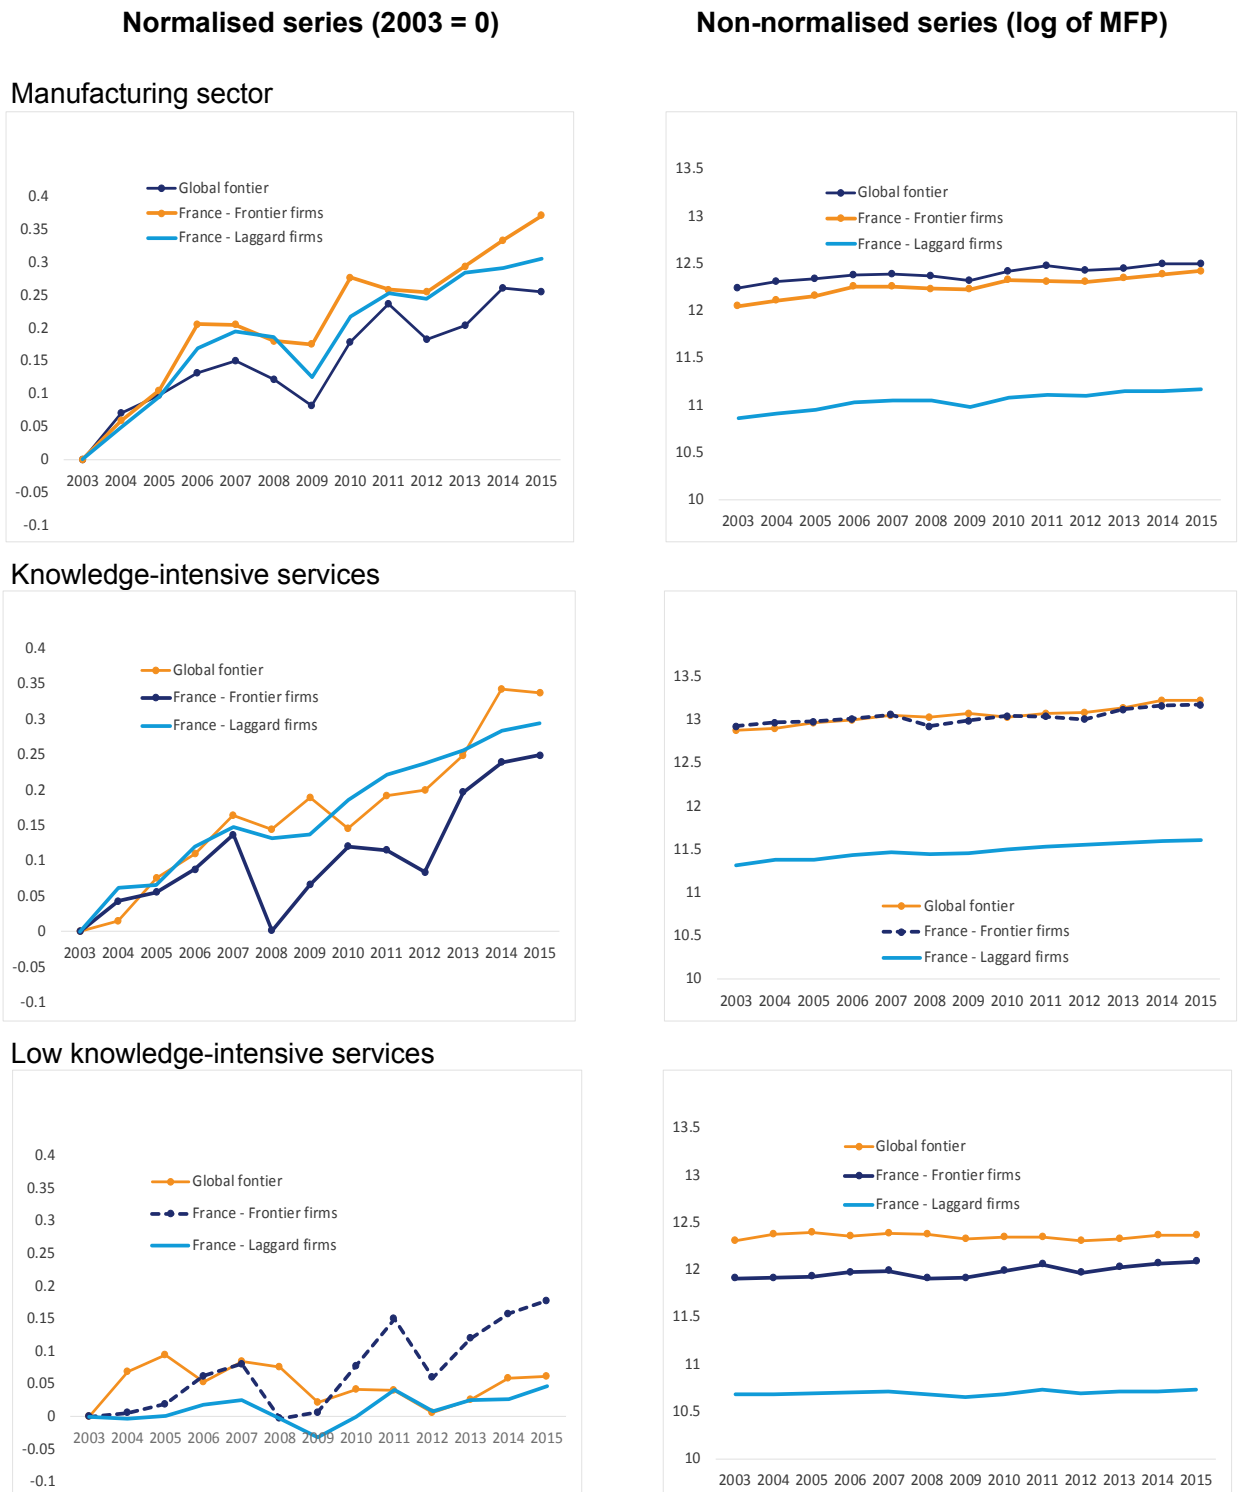 Normalised series (2003 = 0)
Non-normalised series (log of MFP)
Manufacturing sector
Global fontier
France - Frontier firms
France - Laggard firms
0.4
0.35
0.3
0.25
0.2
0.15
0.1
0.05
0
-0.05
-0.1
2003 2004 2005 2006 2007 2008 2009 2010 2011 2012 2013 2014 2015
Global fontier
France - Frontier firms
France - Laggard firms
13.5
13
12.5
12
11.5
11
10.5
10
2003 2004 2005 2006 2007 2008 2009 2010 2011 2012 2013 2014 2015
Knowledge-intensive services
Global fontier
France - Frontier firms
France - Laggard firms
0.4
0.35
0.3
0.25
0.2
0.15
0.1
0.05
0
-0.05
-0.1
2003 2004 2005 2006 2007 2008 2009 2010 2011 2012 2013 2014 2015
13.5
13
12.5
12
11.5
11
10.5
10
Global fontier
France - Frontier firms
France - Laggard firms
2003 2004 2005 2006 2007 2008 2009 2010 2011 2012 2013 2014 2015
Low knowledge-intensive services
0.4
0.35
0.3
0.25
0.2
0.15
0.1
0.05
0
-0.05
-0.1
Global fontier
France - Frontier firms
France - Laggard firms
2003 2004 2005 2006 2007 2008 2009 2010 2011 2012 2013 2014 2015
13.5
13
12.5
12
11.5
11
10.5
10
Global fontier
France - Frontier firms
France - Laggard firms
2003 2004 2005 2006 2007 2008 2009 2010 2011 2012 2013 2014 2015